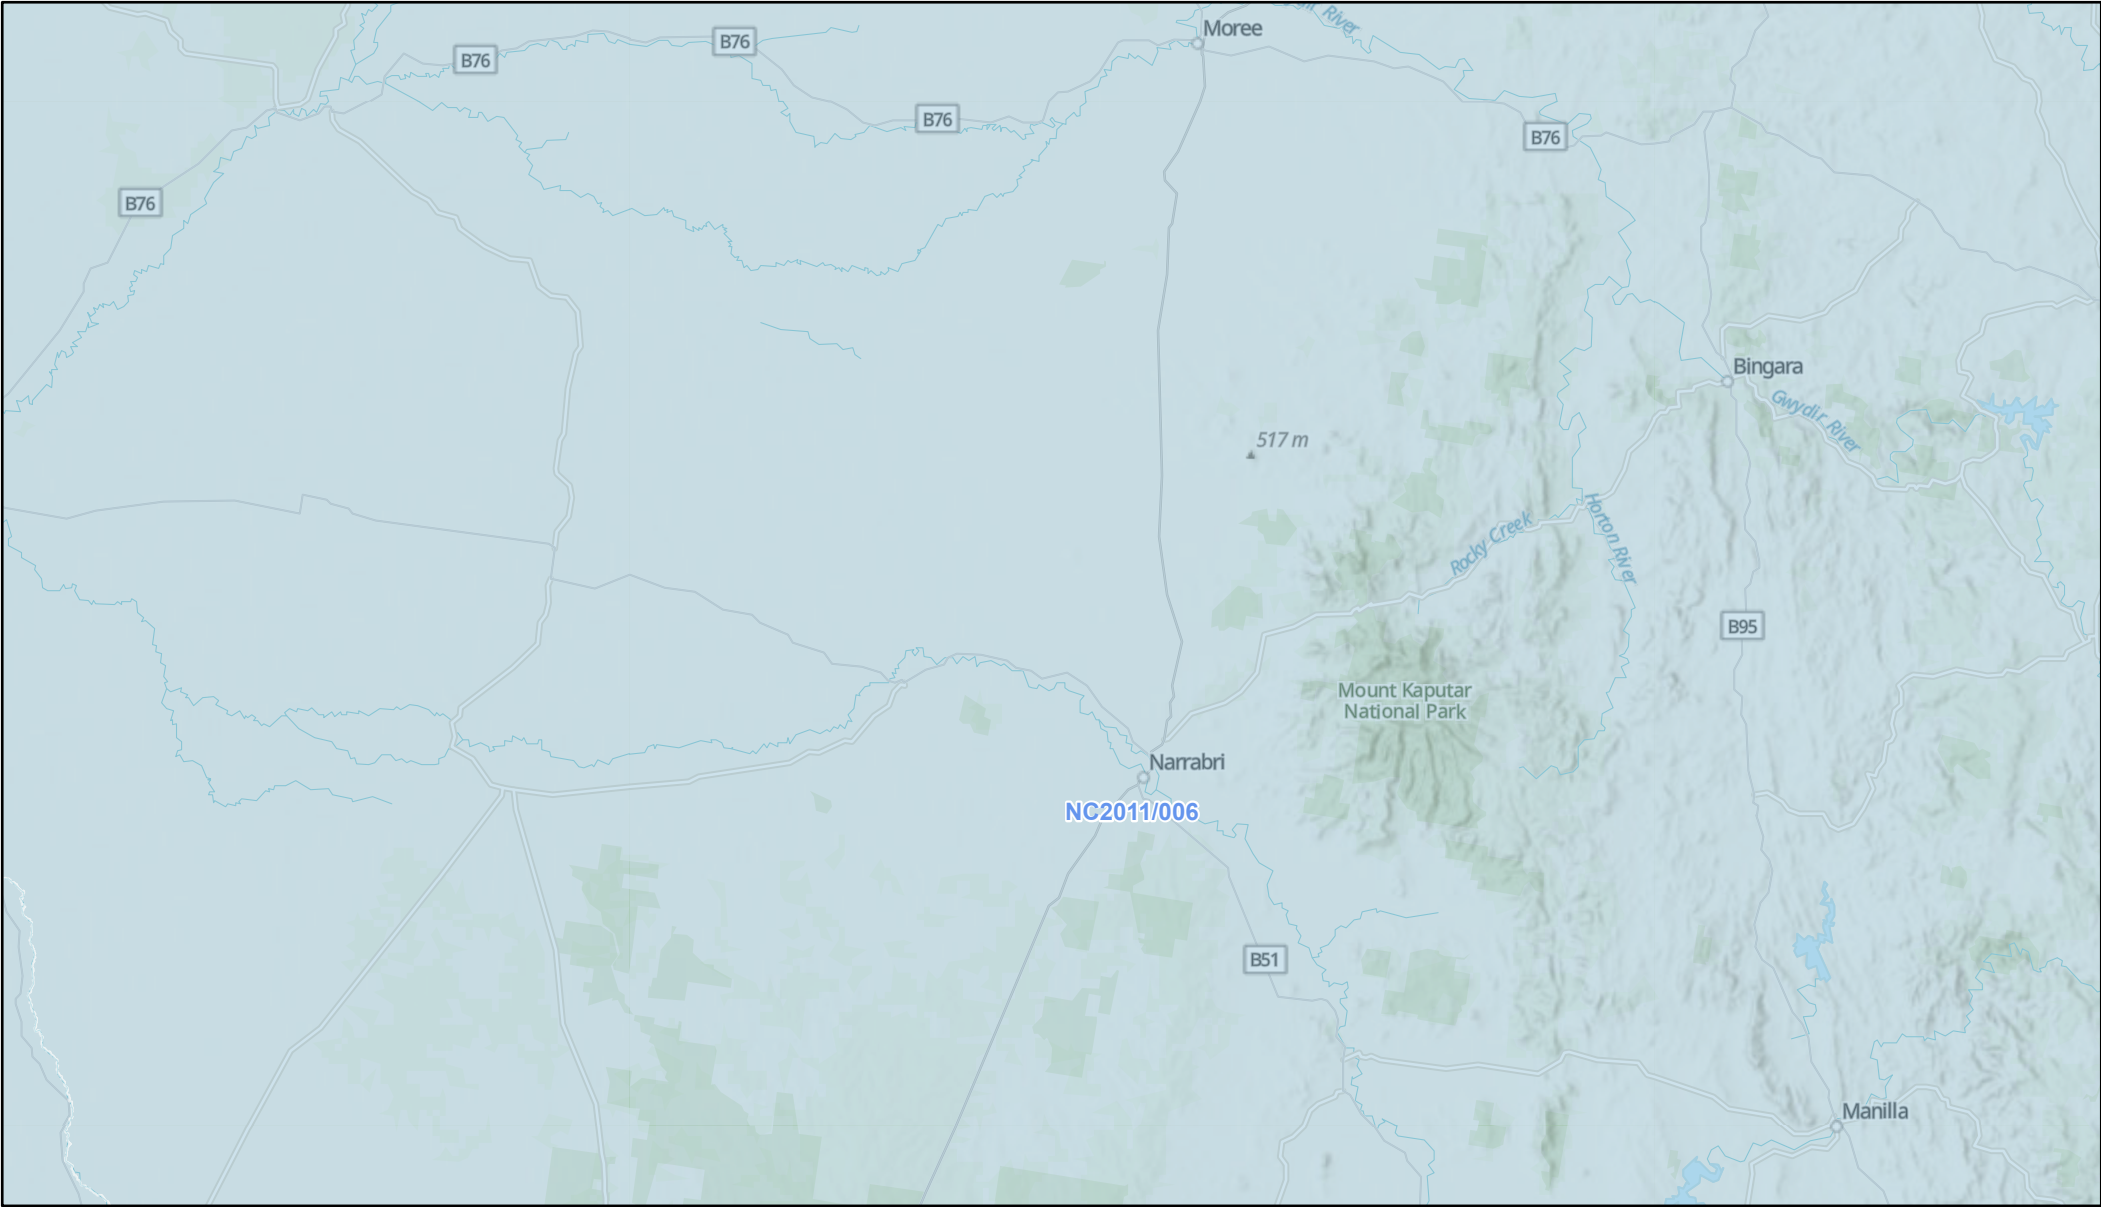 Moree
gir River
B76
B76
B76
B76
B76
517 m
Bingara
Gwydir River
Rocky Creek
Horton River
B95
Mount Kaputar
National Park
Narrabri
NC2011/006
B51
Manilla